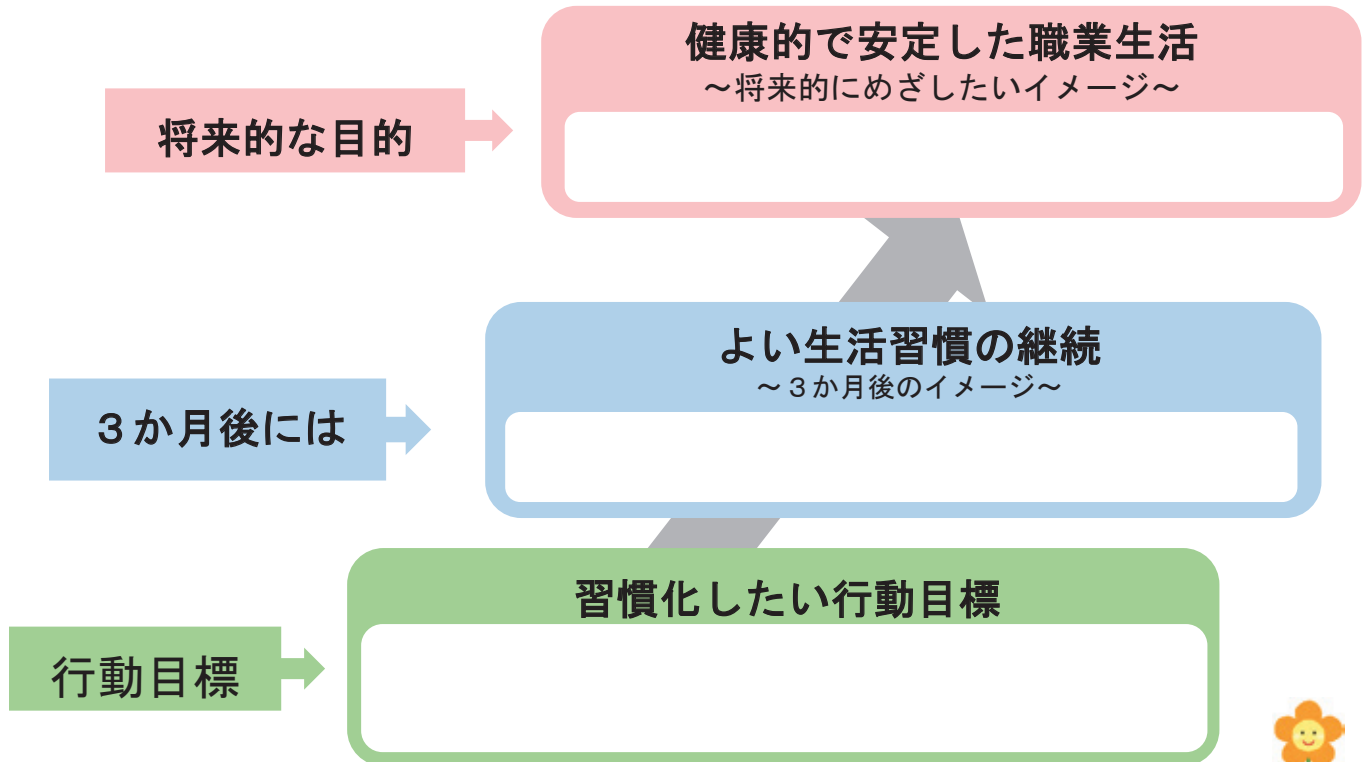 健康的で安定した職業生活
～将来的にめざしたいイメージ～
将来的な目的
よい生活習慣の継続
～３か月後のイメージ～
３か月後には
習慣化したい行動目標
行動目標